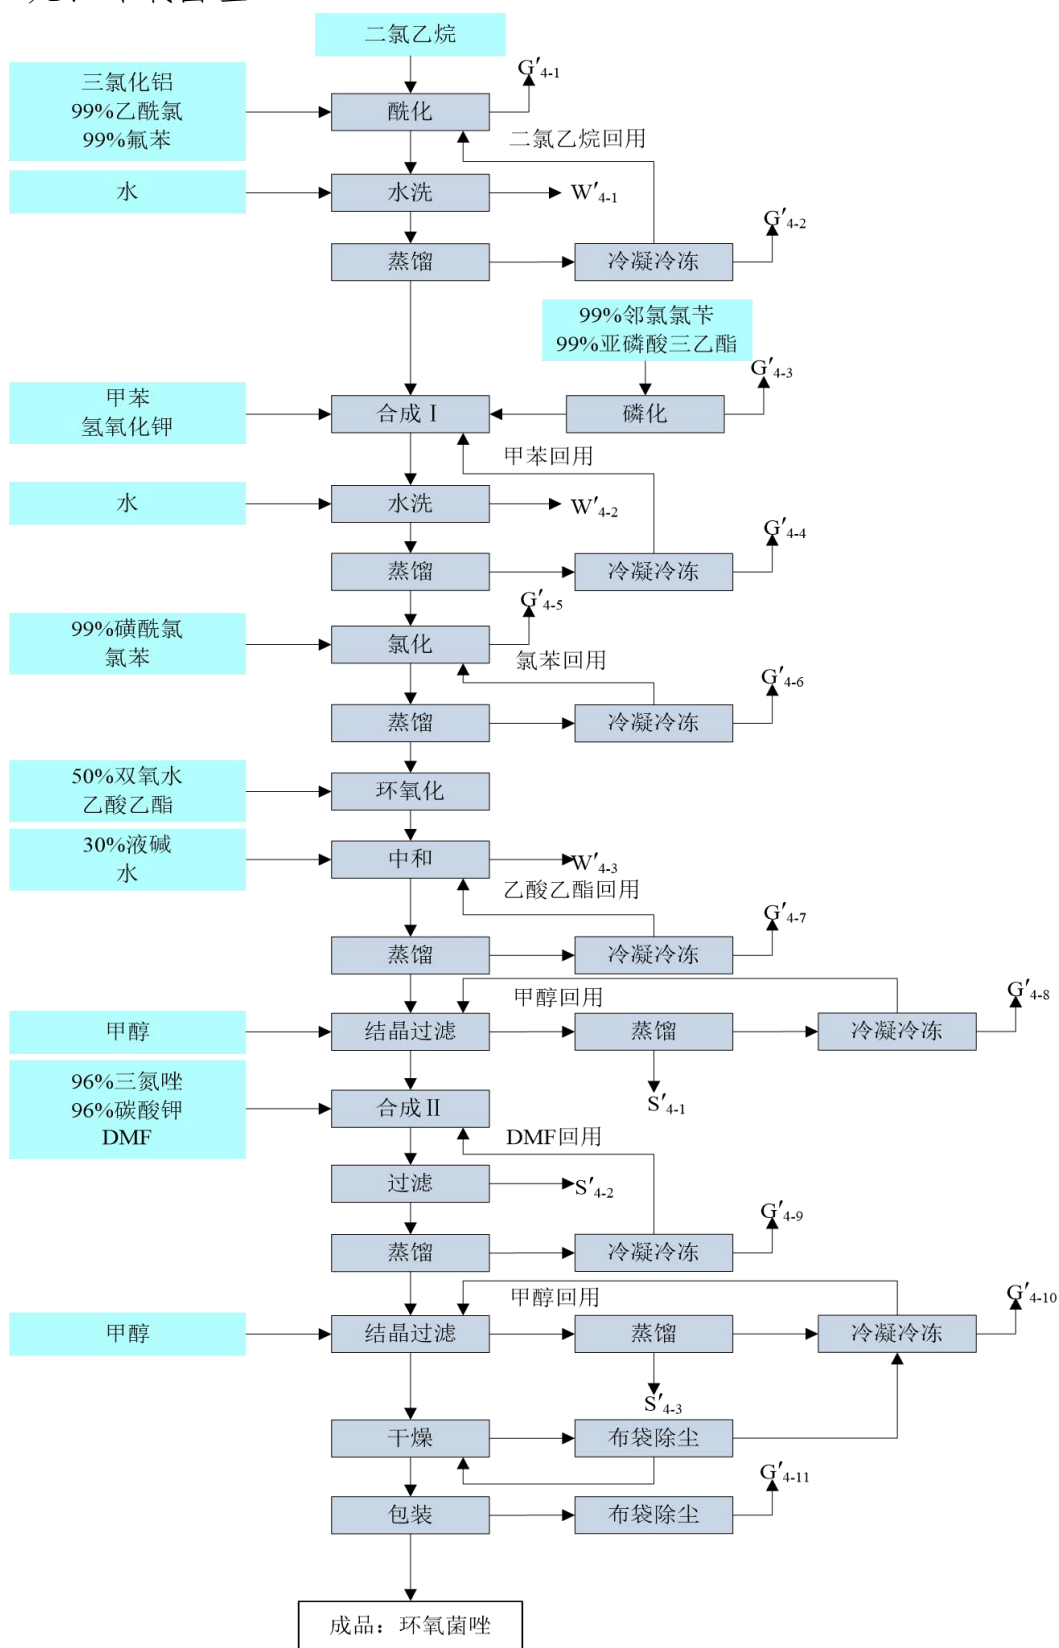 二氯乙烷
G′4-1
三氯化铝
99%乙酰氯
99%氟苯
酰化
二氯乙烷回用
水
水洗
W′4-1
G′4-2
蒸馏
冷凝冷冻
99%邻氯氯苄
99%亚磷酸三乙酯
G′4-3
甲苯
氢氧化钾
合成Ⅰ
磷化
甲苯回用
水
水洗
W′4-2
G′4-4
蒸馏
冷凝冷冻
G′4-5
99%磺酰氯
氯苯
氯化
氯苯回用
G′4-6
蒸馏
冷凝冷冻
50%双氧水
乙酸乙酯
环氧化
30%液碱
水
中和
W′4-3
乙酸乙酯回用
G′4-7
蒸馏
冷凝冷冻
甲醇回用
G′4-8
甲醇
结晶过滤
蒸馏
冷凝冷冻
96%三氮唑
96%碳酸钾
DMF
合成Ⅱ
S′4-1
DMF回用
过滤
S′4-2
G′4-9
蒸馏
冷凝冷冻
甲醇回用
G′4-10
甲醇
结晶过滤
蒸馏
冷凝冷冻
S′4-3
干燥
布袋除尘
G′4-11
包装
布袋除尘
成品：环氧菌唑